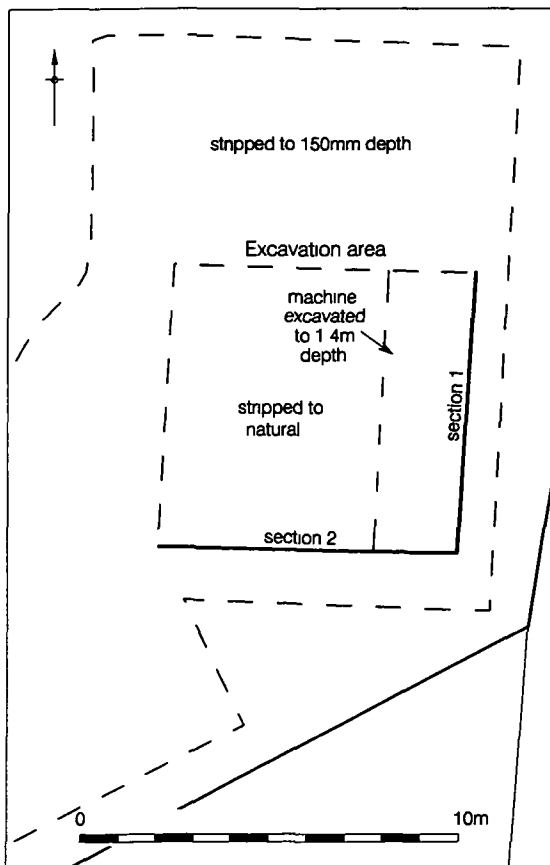 stripped to 150mm depth
Excavation area
machine
excavated
to 1 4m
depth
stripped to
natural
section 1
section 2
0
10m